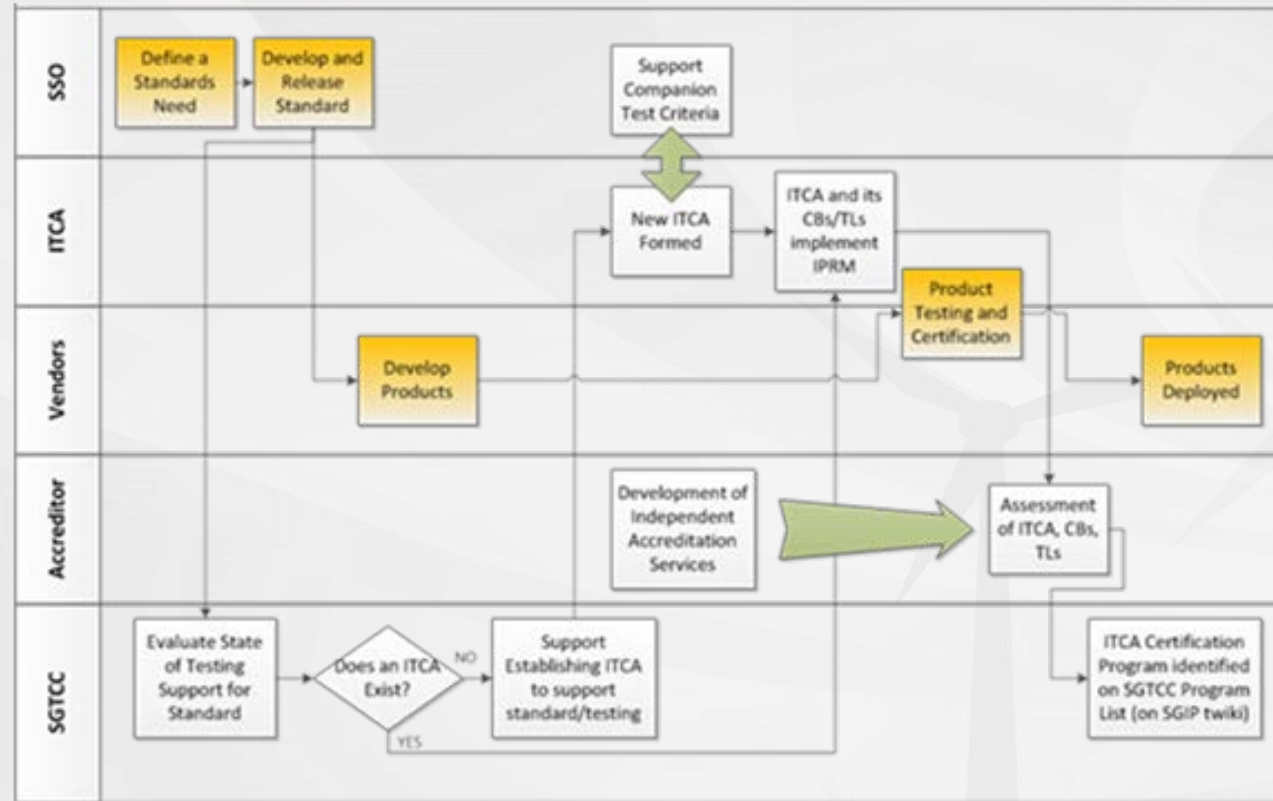 SSO
Define a
Standards
Need
Develop and
Release
Standard
Support
Companion
Test Criteria
ITCA
New ITCA
Formed
ITCA and its
CBs/TLs
implement
IPRM
Product
Testing and
Certification
Vendors
Develop
Products
Products
Deployed
Accreditor
Development of
Independent
Accreditation
Services
Assessment
of ITCA, CBs,
TLs
SGTCC
Evaluate State
of Testing
Support for
Standard
Does an ITCA
Exist?
NO
YES
Support
Establishing ITCA
to support
standard/testing
ITCA Certification
Program identified
on SGTCC Program
List (on SGIP twiki)